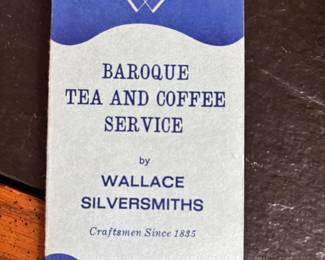 BAROQUE
TEA AND COFFEE
SERVICE
by
WALLACE
SILVERSMITHS
Craftsmen Since 1835